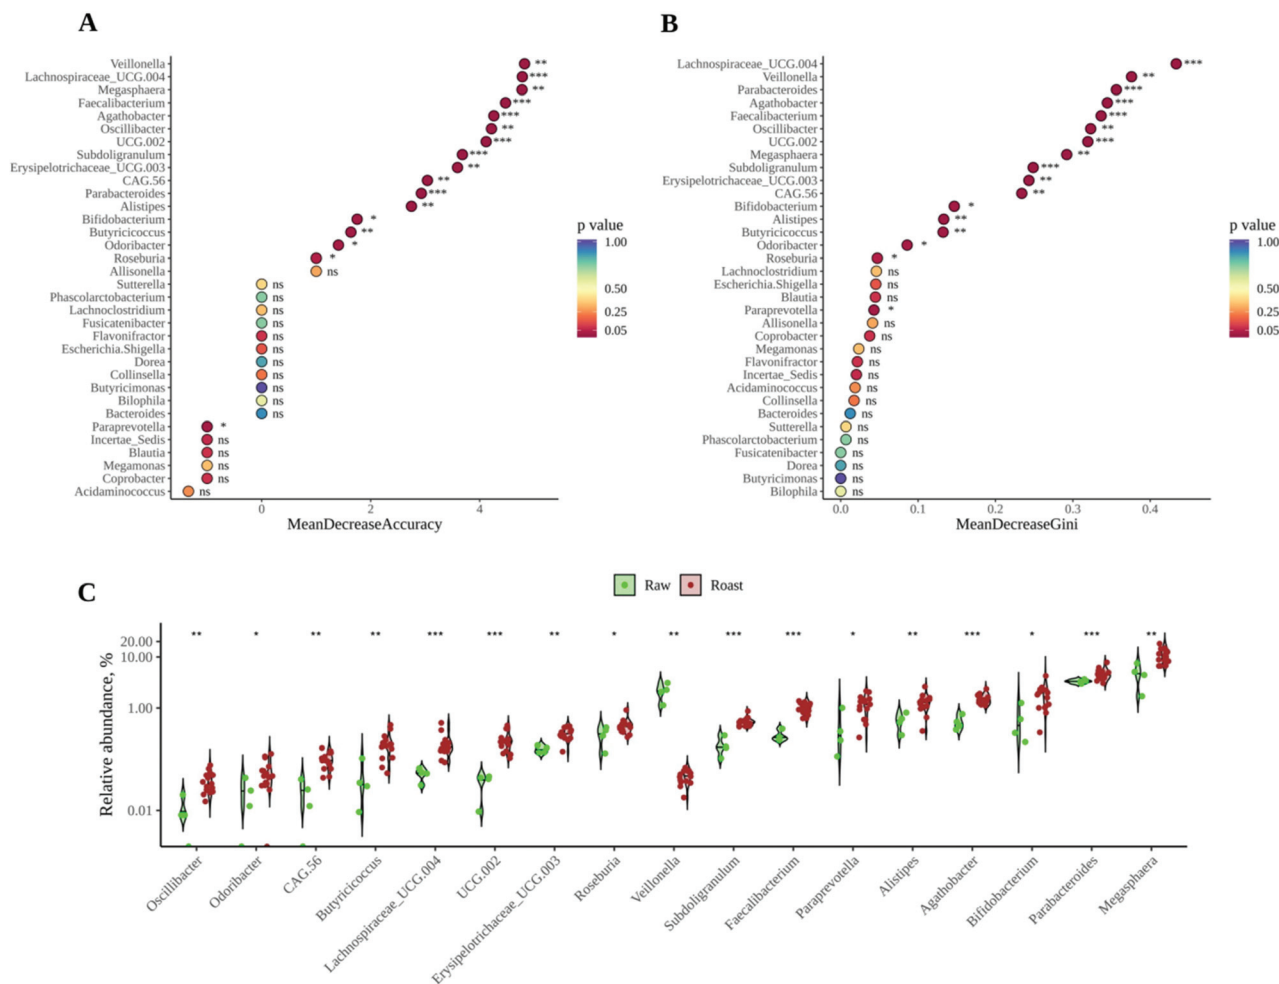 A
Veillonella **
Lachnospiraceae_UCG.004 ***
Megasphaera **
Faecalibacterium ***
Agathobacter ***
Oscillibacter **
UCG.002 ***
Subdoligranulum ***
Erysipelotrichaceae_UCG.003 **
CAG.56 **
Parabacteroides ***
Alistipes **
Bifidobacterium *
Butyricicoccus **
Odoribacter *
Roseburia *
Allisonella ns
Sutterella ns
Phascolarctobacterium ns
Lachnoclostridium ns
Fusicatenibacter ns
Flavonifractor ns
Escherichia.Shigella ns
Dorea ns
Collinsella ns
Butyricimonas ns
Bilophila ns
Bacteroides ns
Paraprevotella *
Incertae_Sedis ns
Blautia ns
Megamonas ns
Coprobacter ns
Acidaminococcus ns
0 2 4
MeanDecreaseAccuracy
p value
1.00
0.50
0.25
0.05
B
Lachnospiraceae_UCG.004 ***
Veillonella **
Parabacteroides ***
Agathobacter ***
Faecalibacterium ***
Oscillibacter **
UCG.002 ***
Megasphaera **
Subdoligranulum ***
Erysipelotrichaceae_UCG.003 **
CAG.56 **
Bifidobacterium *
Alistipes **
Butyricicoccus **
Odoribacter *
Roseburia *
Lachnoclostridium ns
Escherichia.Shigella ns
Blautia ns
Paraprevotella *
Allisonella ns
Coprobacter ns
Megamonas ns
Flavonifractor ns
Incertae_Sedis ns
Acidaminococcus ns
Collinsella ns
Bacteroides ns
Sutterella ns
Phascolarctobacterium ns
Fusicatenibacter ns
Dorea ns
Butyricimonas ns
Bilophila ns
0.0 0.1 0.2 0.3 0.4
MeanDecreaseGini
p value
1.00
0.50
0.25
0.05
C
Raw Roast
Relative abundance, %
20.00
10.00
1.00
0.01
** * ** ** *** *** ** * ** *** *** * ** *** * *** **
Oscillibacter
Odoribacter
CAG.56
Butyricicoccus
Lachnospiraceae_UCG.004
UCG.002
Erysipelotrichaceae_UCG.003
Roseburia
Veillonella
Subdoligranulum
Faecalibacterium
Paraprevotella
Alistipes
Agathobacter
Bifidobacterium
Parabacteroides
Megasphaera